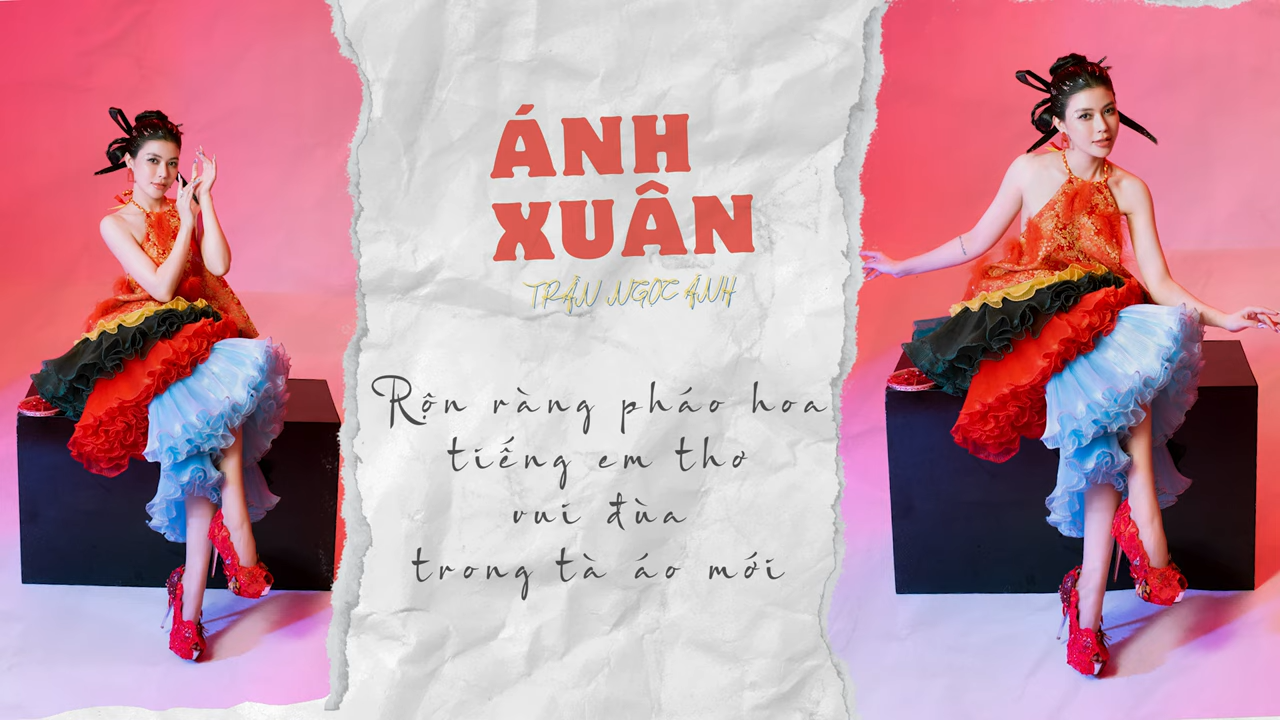 ÁNH
XUÂN
TRẦN NGỌC ÁNH
Rộn ràng pháo hoa
tiếng em thơ
vui đùa
trong tà áo mới